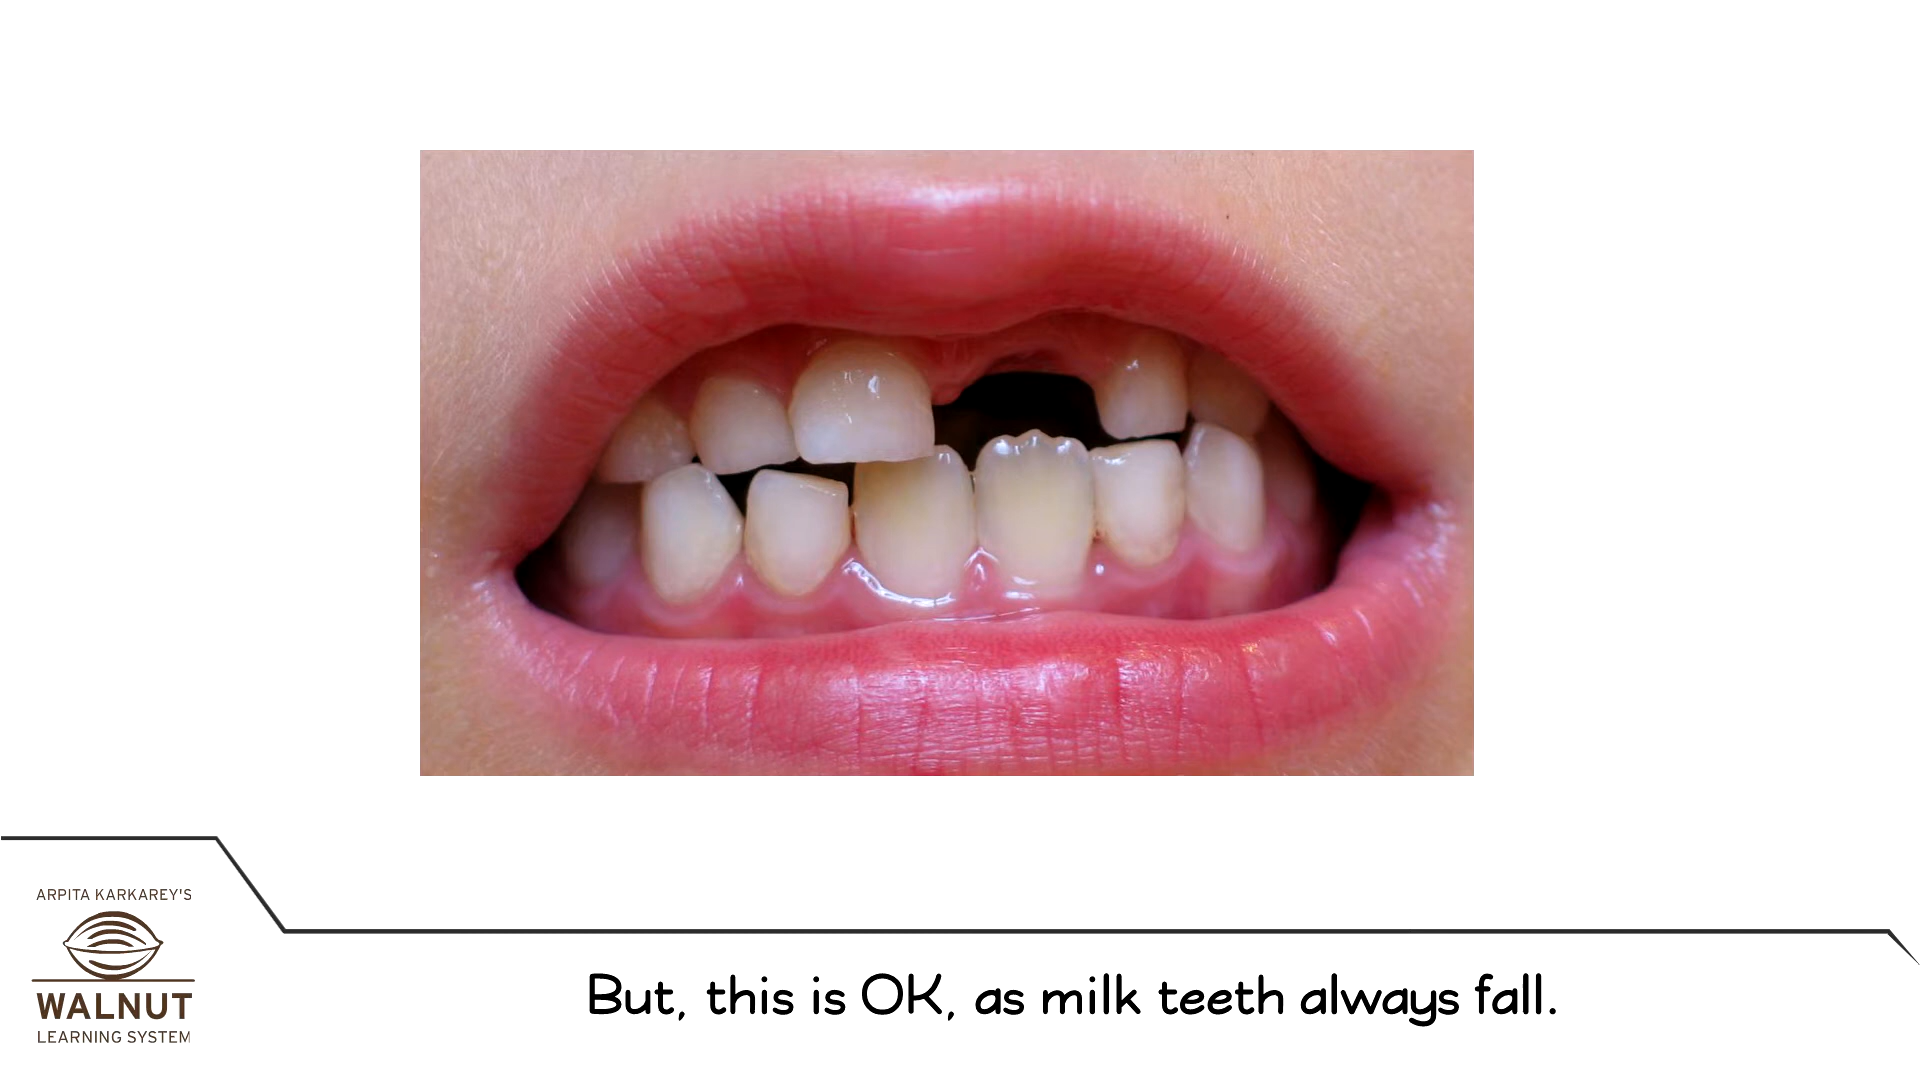 ARPITA KARKAREY'S
WALNUT
LEARNING SYSTEM
But, this is OK, as milk teeth always fall.